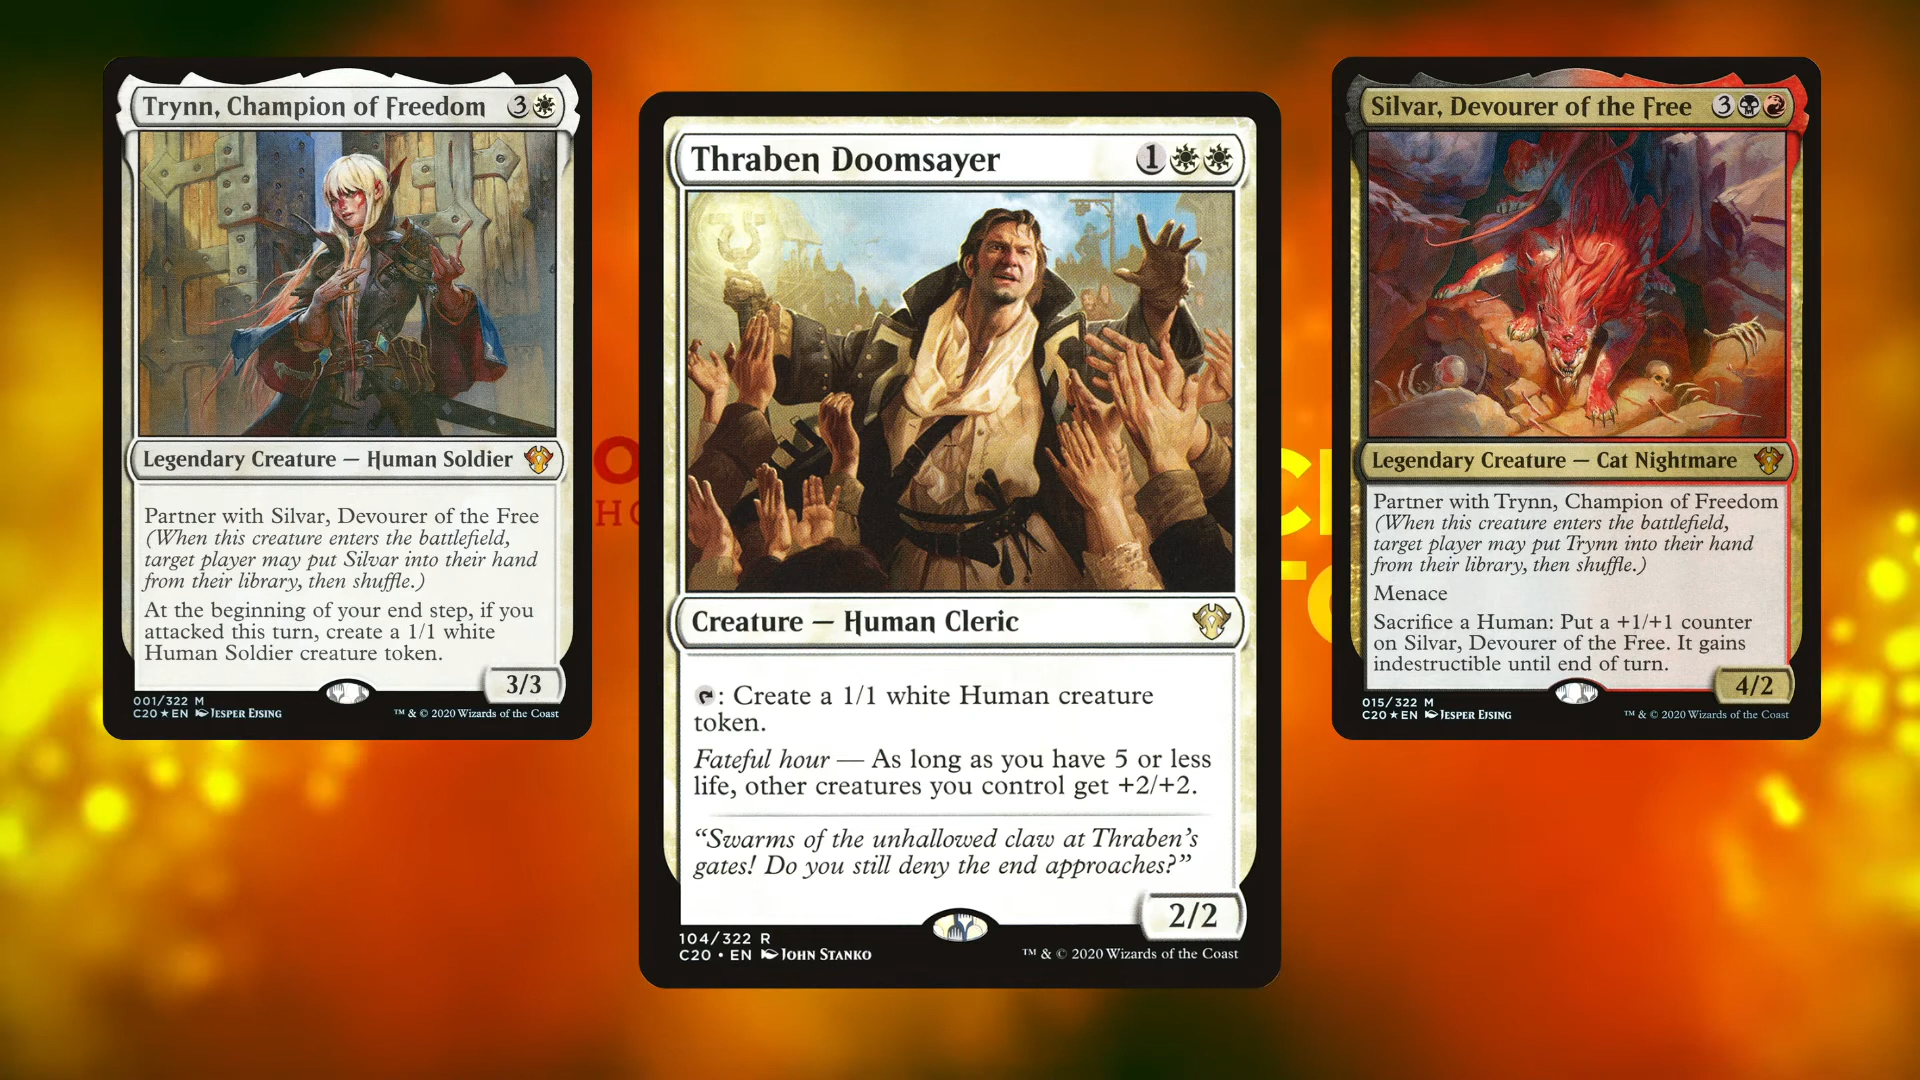 Trynn, Champion of Freedom 3
Legendary Creature — Human Soldier
Partner with Silvar, Devourer of the Free
(When this creature enters the battlefield,
target player may put Silvar into their hand
from their library, then shuffle.)
At the beginning of your end step, if you
attacked this turn, create a 1/1 white
Human Soldier creature token.
3/3
001/322 M
C20 ★ EN JESPER EJSING
™ & © 2020 Wizards of the Coast
Thraben Doomsayer 1
Creature — Human Cleric
: Create a 1/1 white Human creature
token.
Fateful hour — As long as you have 5 or less
life, other creatures you control get +2/+2.
“Swarms of the unhallowed claw at Thraben’s
gates! Do you still deny the end approaches?”
2/2
104/322 R
C20 • EN JOHN STANKO
™ & © 2020 Wizards of the Coast
Silvar, Devourer of the Free 3
Legendary Creature — Cat Nightmare
Partner with Trynn, Champion of Freedom
(When this creature enters the battlefield,
target player may put Trynn into their hand
from their library, then shuffle.)
Menace
Sacrifice a Human: Put a +1/+1 counter
on Silvar, Devourer of the Free. It gains
indestructible until end of turn.
4/2
015/322 M
C20 ★ EN JESPER EJSING
™ & © 2020 Wizards of the Coast